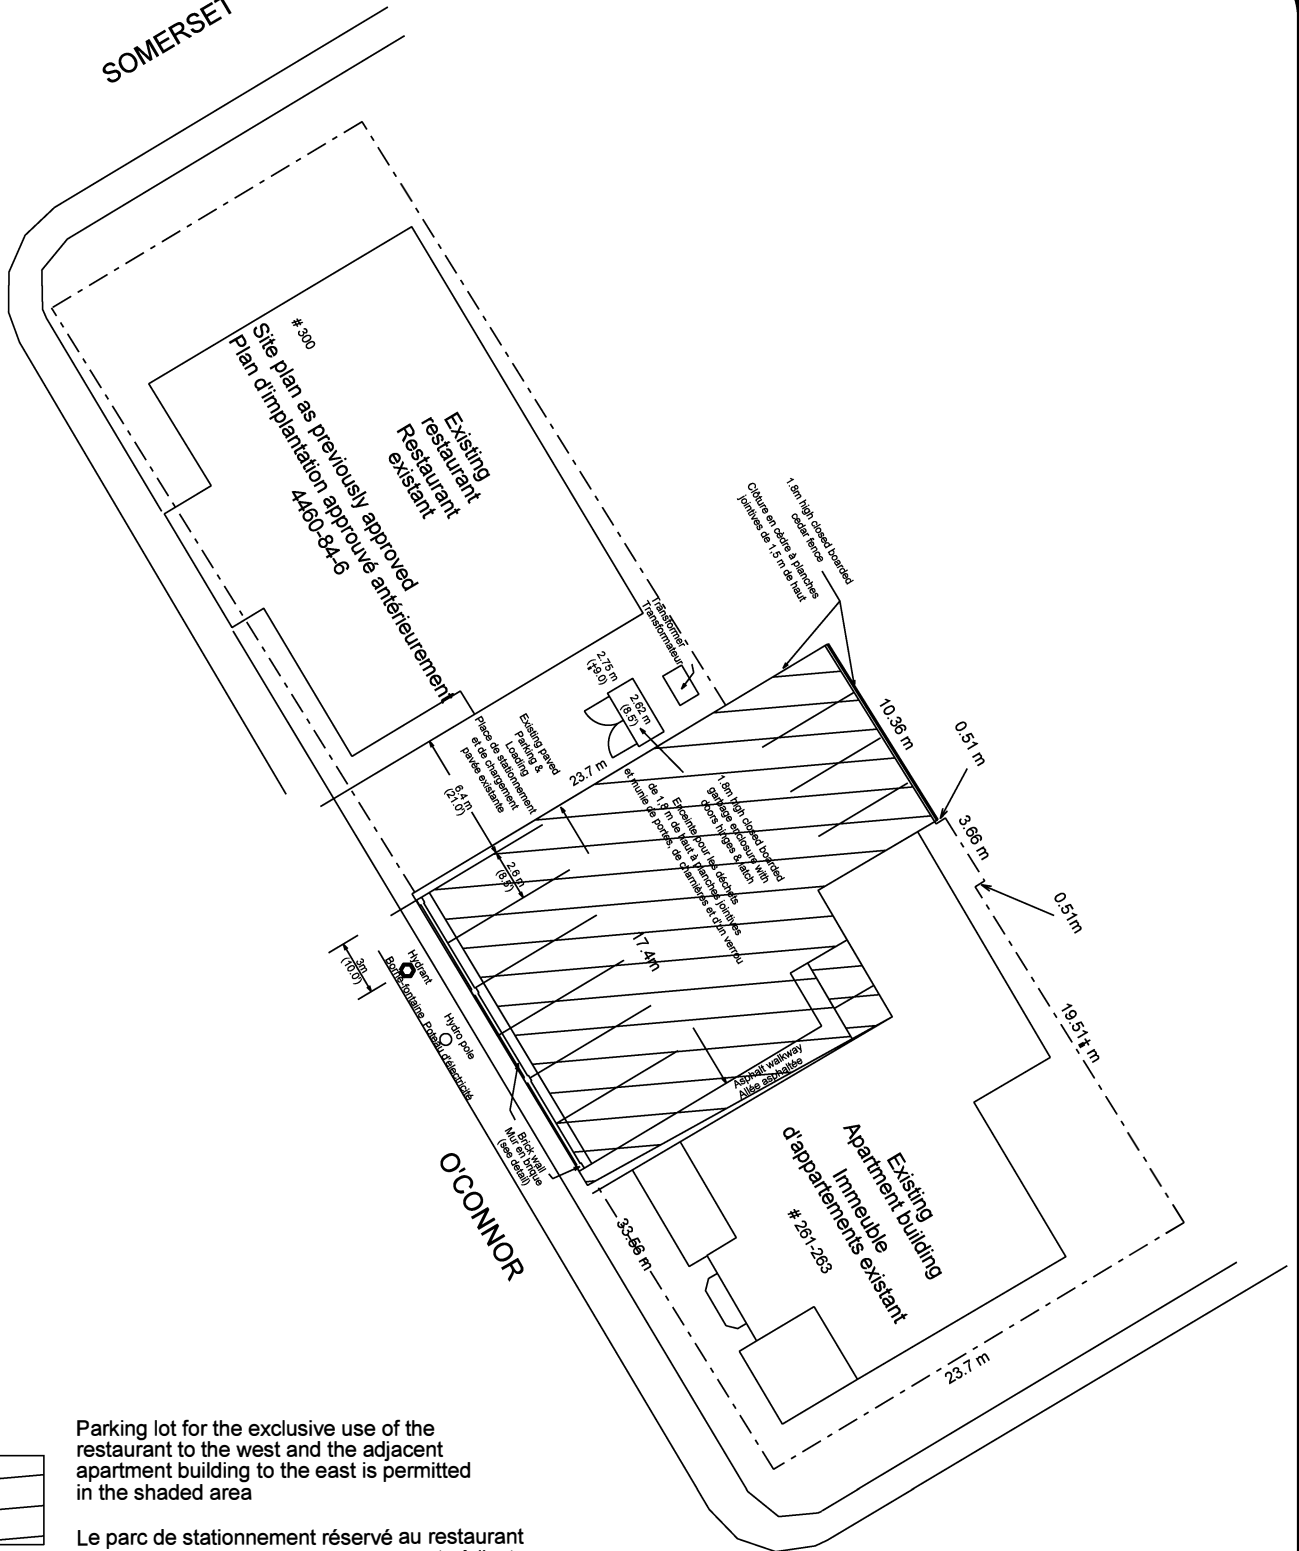 SOMERSET
# 300
Site plan as previously approved
Plan d'implantation approuvé antérieurement
4460-84-6
Existing
restaurant
Restaurant
existant
1.8m high closed boarded
cedar fence
Clôture en cèdre à planches
jointives de 1,5 m de haut
Transformer
Transformateur
2.75 m
2.62 m
(8.5')
Existing paved
Parking &
Loading
Place de stationnement
et de chargement
pavée existante
6.4 m
(21.0')
23.7 m
2.6 m
(8.5')
1.8m high closed boarded
garbage enclosure with
doors hinges & latch
Enceinte pour les déchets
de 1,8 m de haut à planches jointives
et munie de portes, de charnières et d'un verrou
10.36 m
0.51 m
3.66 m
0.51m
19.51± m
17.4m
3m
(10.0')
Hydrant
Borne-fontaine
Hydro pole
Poteau d'électricité
Asphalt walkway
Allée asphaltée
Brick wall
Mur en brique
(see detail)
O'CONNOR
33.56 m
Existing
Apartment building
Immeuble
d'appartements existant
# 261-263
23.7 m
Parking lot for the exclusive use of the
restaurant to the west and the adjacent
apartment building to the east is permitted
in the shaded area
Le parc de stationnement réservé au restaurant